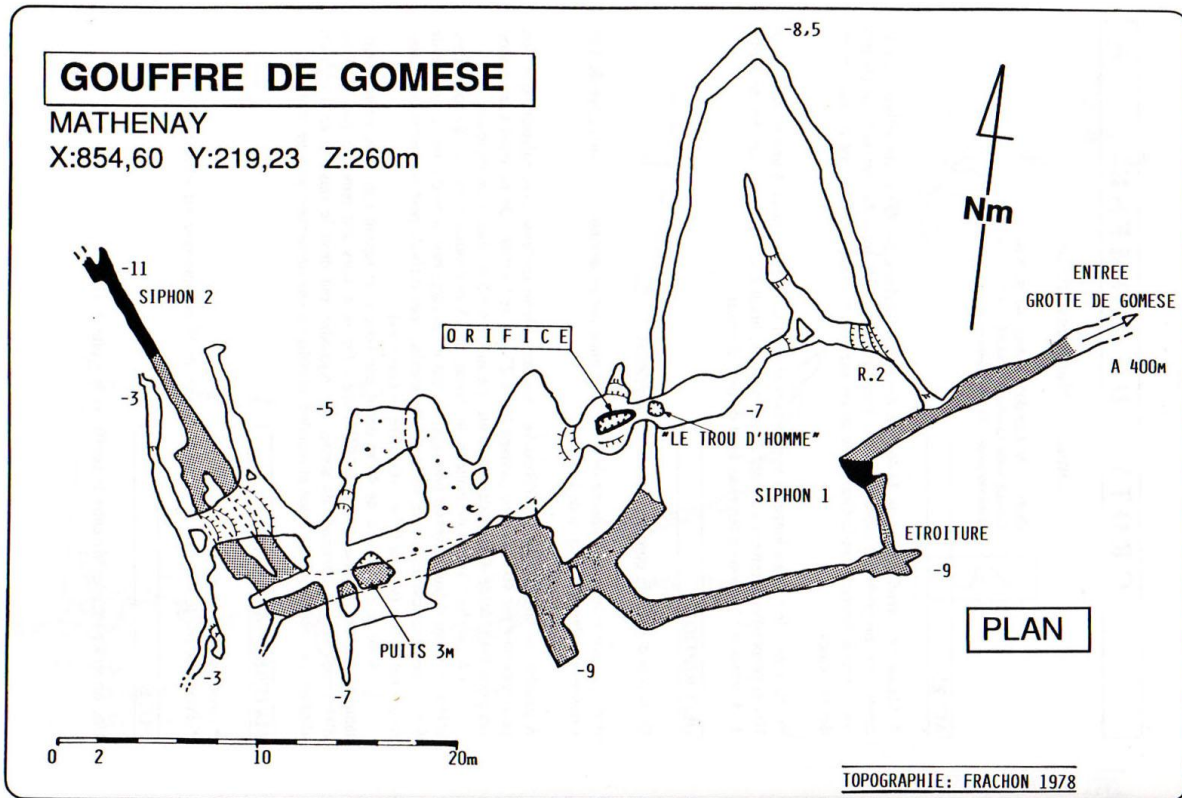 GOUFFRE DE GOMESE
MATHENAY
X:854,60 Y:219,23 Z:260m
-8,5
Nm
-11
SIPHON 2
ENTREE
GROTTE DE GOMESE
A 400M
ORIFICE
R.2
-3
-5
-7
"LE TROU D'HOMME"
SIPHON 1
ETROITURE
-9
PLAN
PUITS 3M
-9
-3
-7
0 2 10 20m
TOPOGRAPHIE: FRACHON 1978